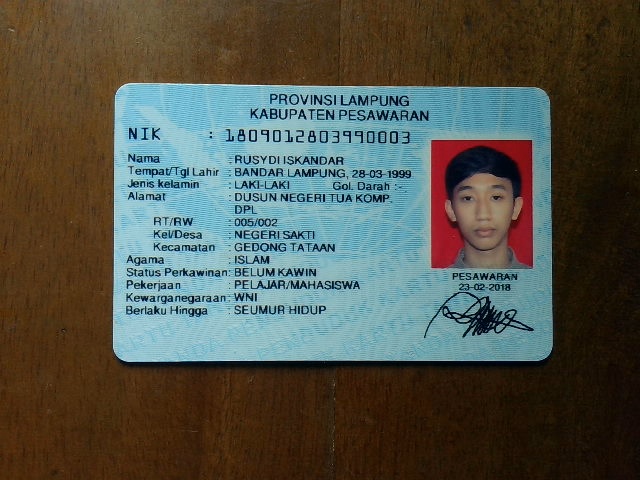 PROVINSI LAMPUNG
KABUPATEN PESAWARAN
NIK : 1809012803990003
Nama : RUSYDI ISKANDAR
Tempat/Tgl Lahir : BANDAR LAMPUNG, 28-03-1999
Jenis kelamin : LAKI-LAKI Gol. Darah :-
Alamat : DUSUN NEGERI TUA KOMP.
DPL
RT/RW : 005/002
Kel/Desa : NEGERI SAKTI
Kecamatan : GEDONG TATAAN
Agama : ISLAM
Status Perkawinan: BELUM KAWIN
Pekerjaan : PELAJAR/MAHASISWA
Kewarganegaraan: WNI
Berlaku Hingga : SEUMUR HIDUP
PESAWARAN
23-02-2018